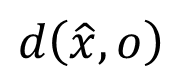 d(x̂, o)